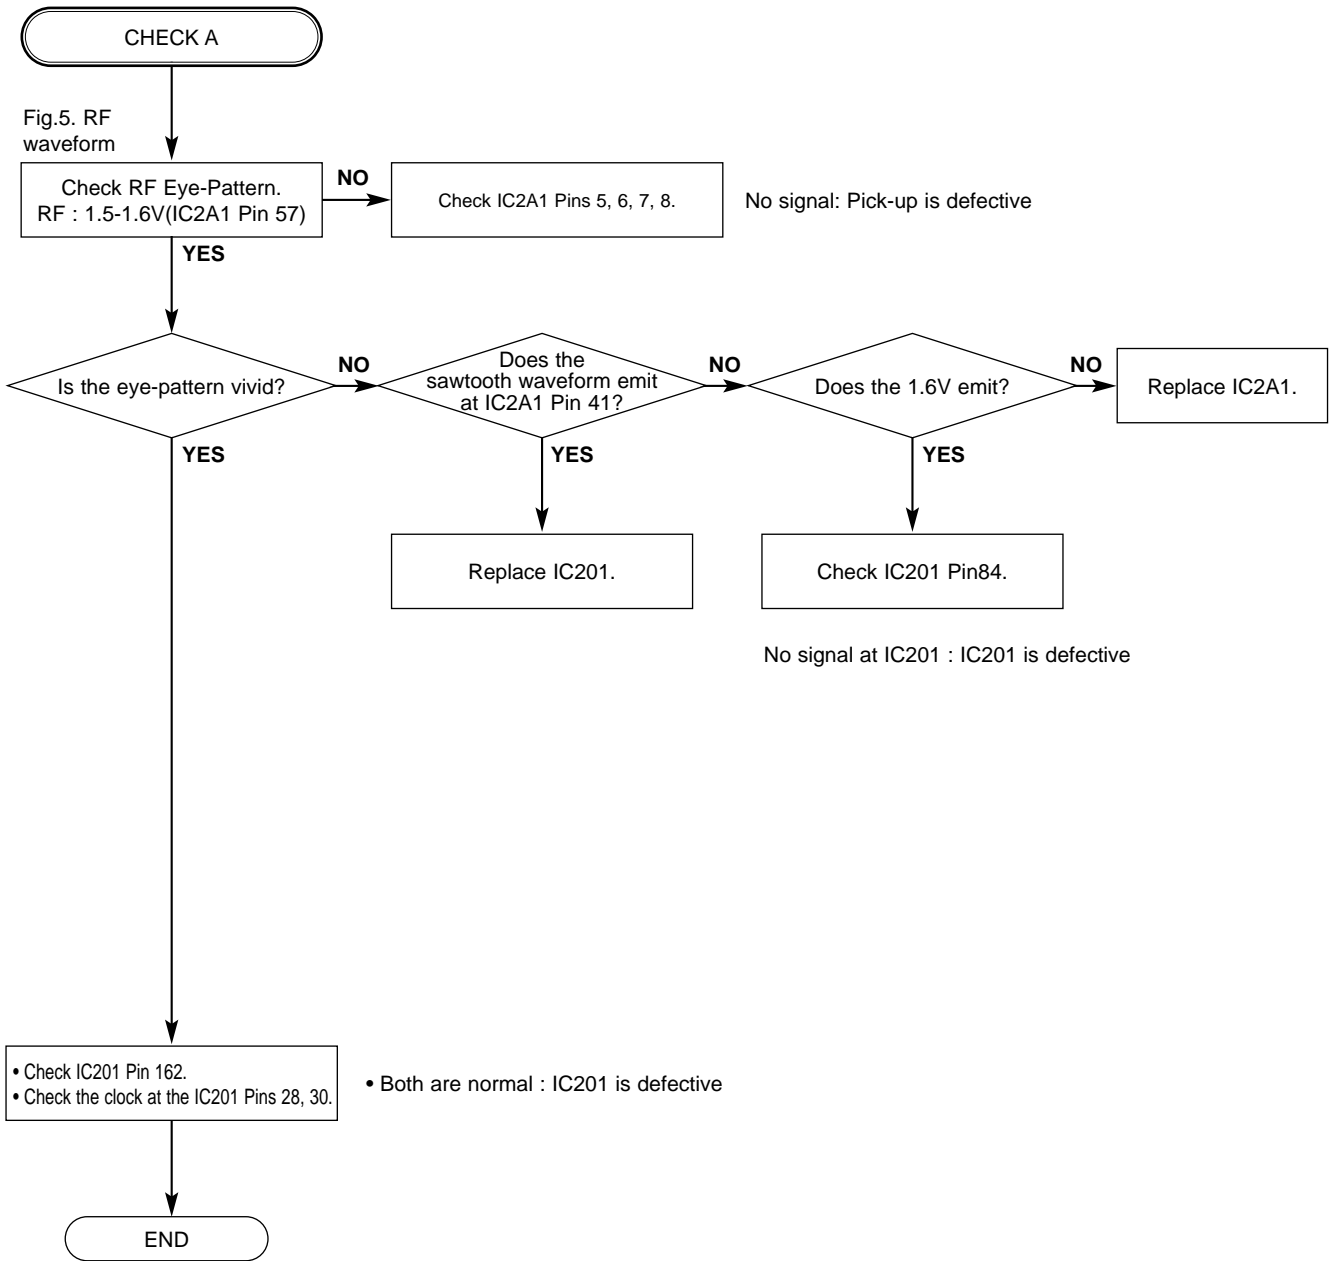 CHECK A
Fig.5. RF
waveform
Check RF Eye-Pattern.
RF : 1.5-1.6V(IC2A1 Pin 57)
NO
Check IC2A1 Pins 5, 6, 7, 8.
No signal: Pick-up is defective
YES
Is the eye-pattern vivid?
NO
Does the
sawtooth waveform emit
at IC2A1 Pin 41?
NO
Does the 1.6V emit?
NO
Replace IC2A1.
YES
YES
YES
Replace IC201.
Check IC201 Pin84.
No signal at IC201 : IC201 is defective
• Check IC201 Pin 162.
• Check the clock at the IC201 Pins 28, 30.
• Both are normal : IC201 is defective
END